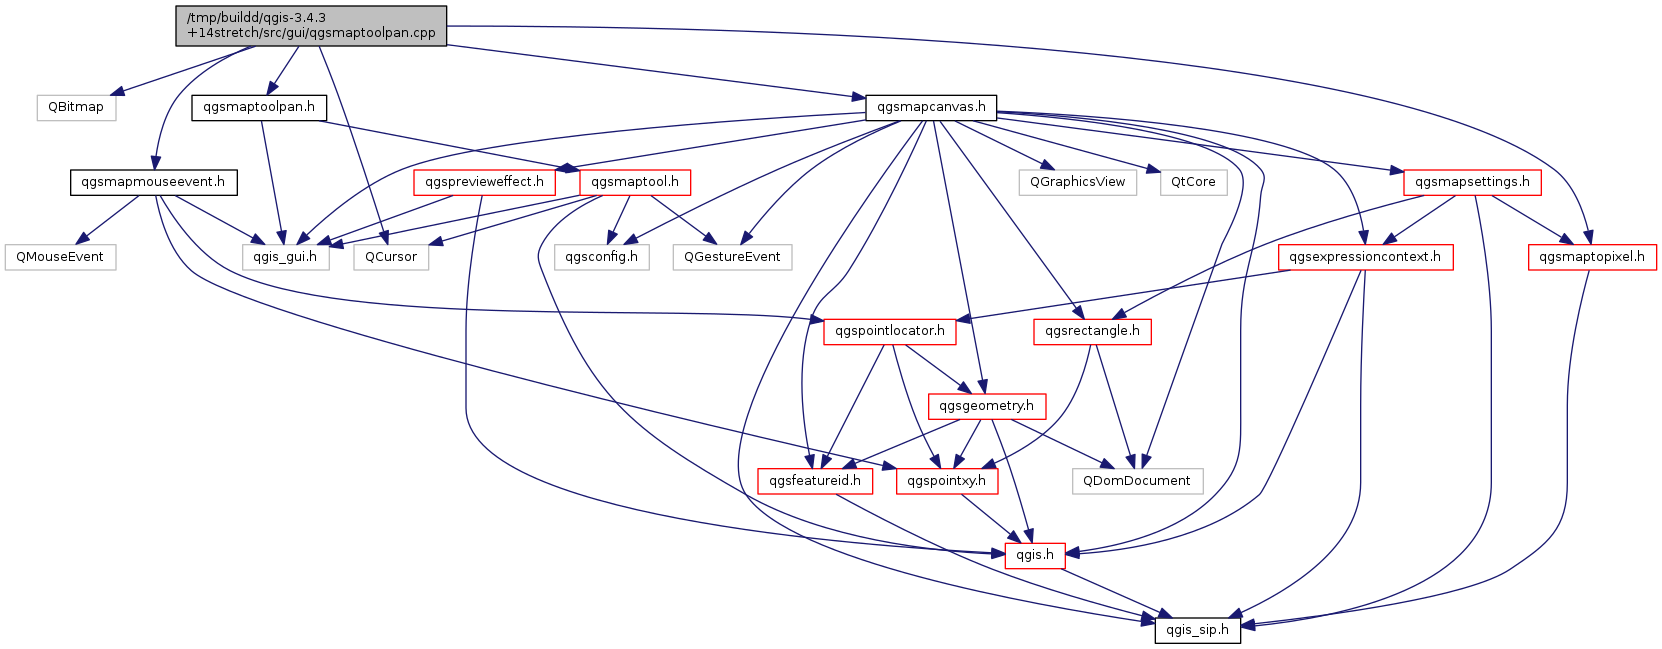 /tmp/buildd/qgis-3.4.3
+14stretch/src/gui/qgsmaptoolpan.cpp
QBitmap
qgsmaptoolpan.h
qgsmapcanvas.h
qgsmapmouseevent.h
qgspreviewеffect.h
qgsmaptool.h
QGraphicsView
QtCore
qgsmapsettings.h
QMouseEvent
qgis_gui.h
QCursor
qgsconfig.h
QGestureEvent
qgsexpressioncontext.h
qgsmaptopixel.h
qgspointlocator.h
qgsrectangle.h
qgsgeometry.h
qgsfeatureid.h
qgspointxy.h
QDomDocument
qgis.h
qgis_sip.h